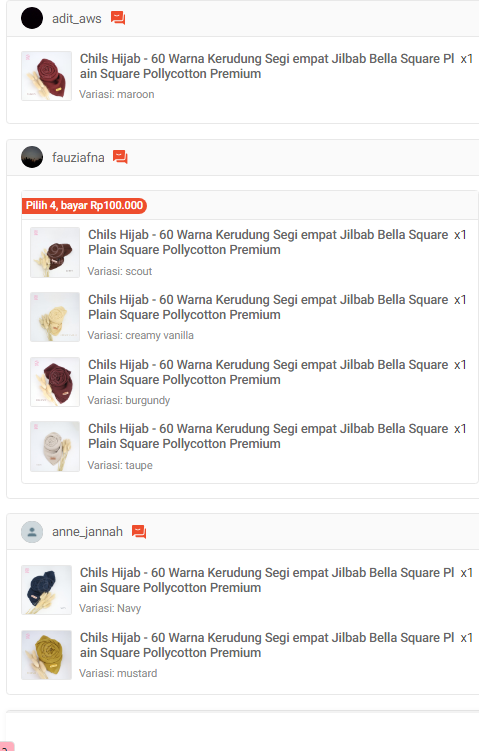 adit_aws
Chils Hijab - 60 Warna Kerudung Segi empat Jilbab Bella Square Pl x1
ain Square Pollycotton Premium
Variasi: maroon
fauziafna
Pilih 4, bayar Rp100.000
Chils Hijab - 60 Warna Kerudung Segi empat Jilbab Bella Square x1
Plain Square Pollycotton Premium
Variasi: scout
Chils Hijab - 60 Warna Kerudung Segi empat Jilbab Bella Square x1
Plain Square Pollycotton Premium
Variasi: creamy vanilla
Chils Hijab - 60 Warna Kerudung Segi empat Jilbab Bella Square x1
Plain Square Pollycotton Premium
Variasi: burgundy
Chils Hijab - 60 Warna Kerudung Segi empat Jilbab Bella Square x1
Plain Square Pollycotton Premium
Variasi: taupe
anne_jannah
Chils Hijab - 60 Warna Kerudung Segi empat Jilbab Bella Square Pl x1
ain Square Pollycotton Premium
Variasi: Navy
Chils Hijab - 60 Warna Kerudung Segi empat Jilbab Bella Square Pl x1
ain Square Pollycotton Premium
Variasi: mustard